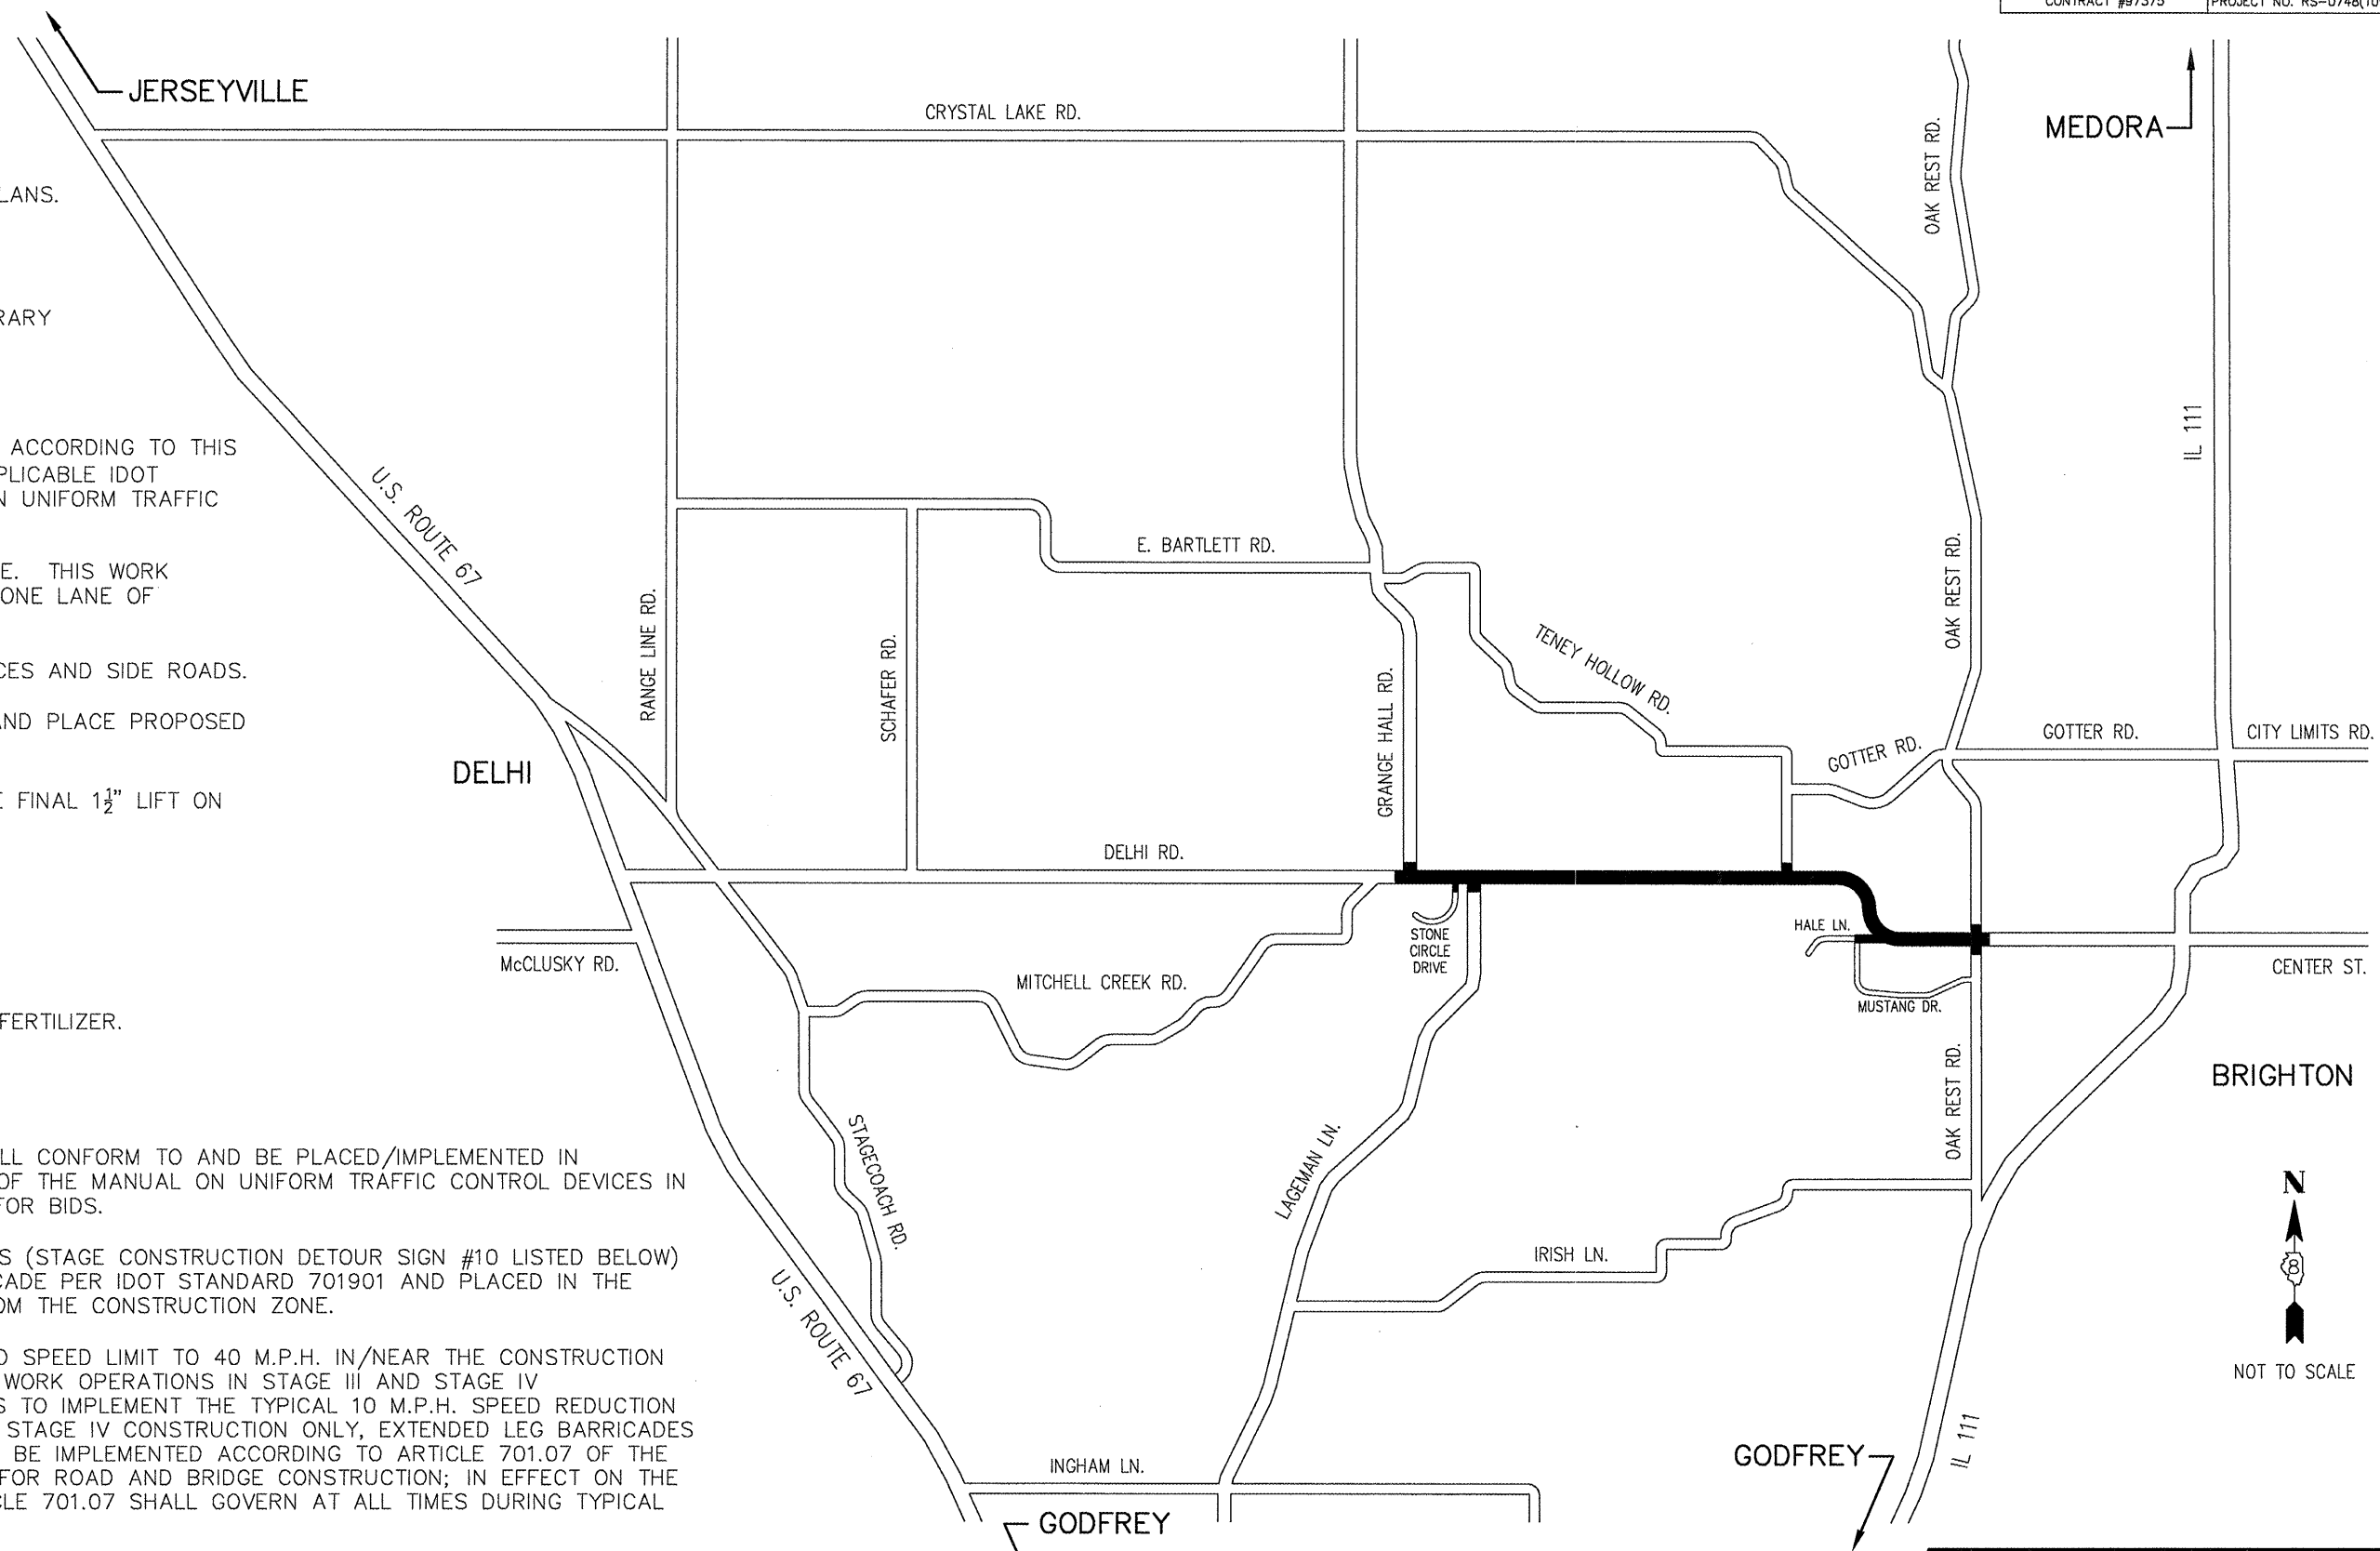 CONTRACT #97375
PROJECT NO. RS-0748(10
JERSEYVILLE
CRYSTAL LAKE RD.
OAK REST RD.
MEDORA
LANS.
RARY
ACCORDING TO THIS
PLICABLE IDOT
N UNIFORM TRAFFIC
E. THIS WORK
ONE LANE OF
CES AND SIDE ROADS.
AND PLACE PROPOSED
E FINAL 1½" LIFT ON
FERTILIZER.
LL CONFORM TO AND BE PLACED/IMPLEMENTED IN
OF THE MANUAL ON UNIFORM TRAFFIC CONTROL DEVICES IN
FOR BIDS.
S (STAGE CONSTRUCTION DETOUR SIGN #10 LISTED BELOW)
CADE PER IDOT STANDARD 701901 AND PLACED IN THE
OM THE CONSTRUCTION ZONE.
D SPEED LIMIT TO 40 M.P.H. IN/NEAR THE CONSTRUCTION
WORK OPERATIONS IN STAGE III AND STAGE IV
S TO IMPLEMENT THE TYPICAL 10 M.P.H. SPEED REDUCTION
STAGE IV CONSTRUCTION ONLY, EXTENDED LEG BARRICADES
BE IMPLEMENTED ACCORDING TO ARTICLE 701.07 OF THE
FOR ROAD AND BRIDGE CONSTRUCTION; IN EFFECT ON THE
CLE 701.07 SHALL GOVERN AT ALL TIMES DURING TYPICAL
U.S. ROUTE 67
IL 111
E. BARTLETT RD.
RANGE LINE RD.
SCHAFER RD.
GRANGE HALL RD.
TENEY HOLLOW RD.
OAK REST RD.
GOTTER RD.
GOTTER RD.
CITY LIMITS RD.
DELHI
DELHI RD.
McCLUSKY RD.
STONE
CIRCLE
DRIVE
HALE LN.
CENTER ST.
MITCHELL CREEK RD.
MUSTANG DR.
BRIGHTON
STAGECOACH RD.
LAGEMAN LN.
OAK REST RD.
IRISH LN.
U.S. ROUTE 67
N
8
NOT TO SCALE
INGHAM LN.
GODFREY
GODFREY
IL 111